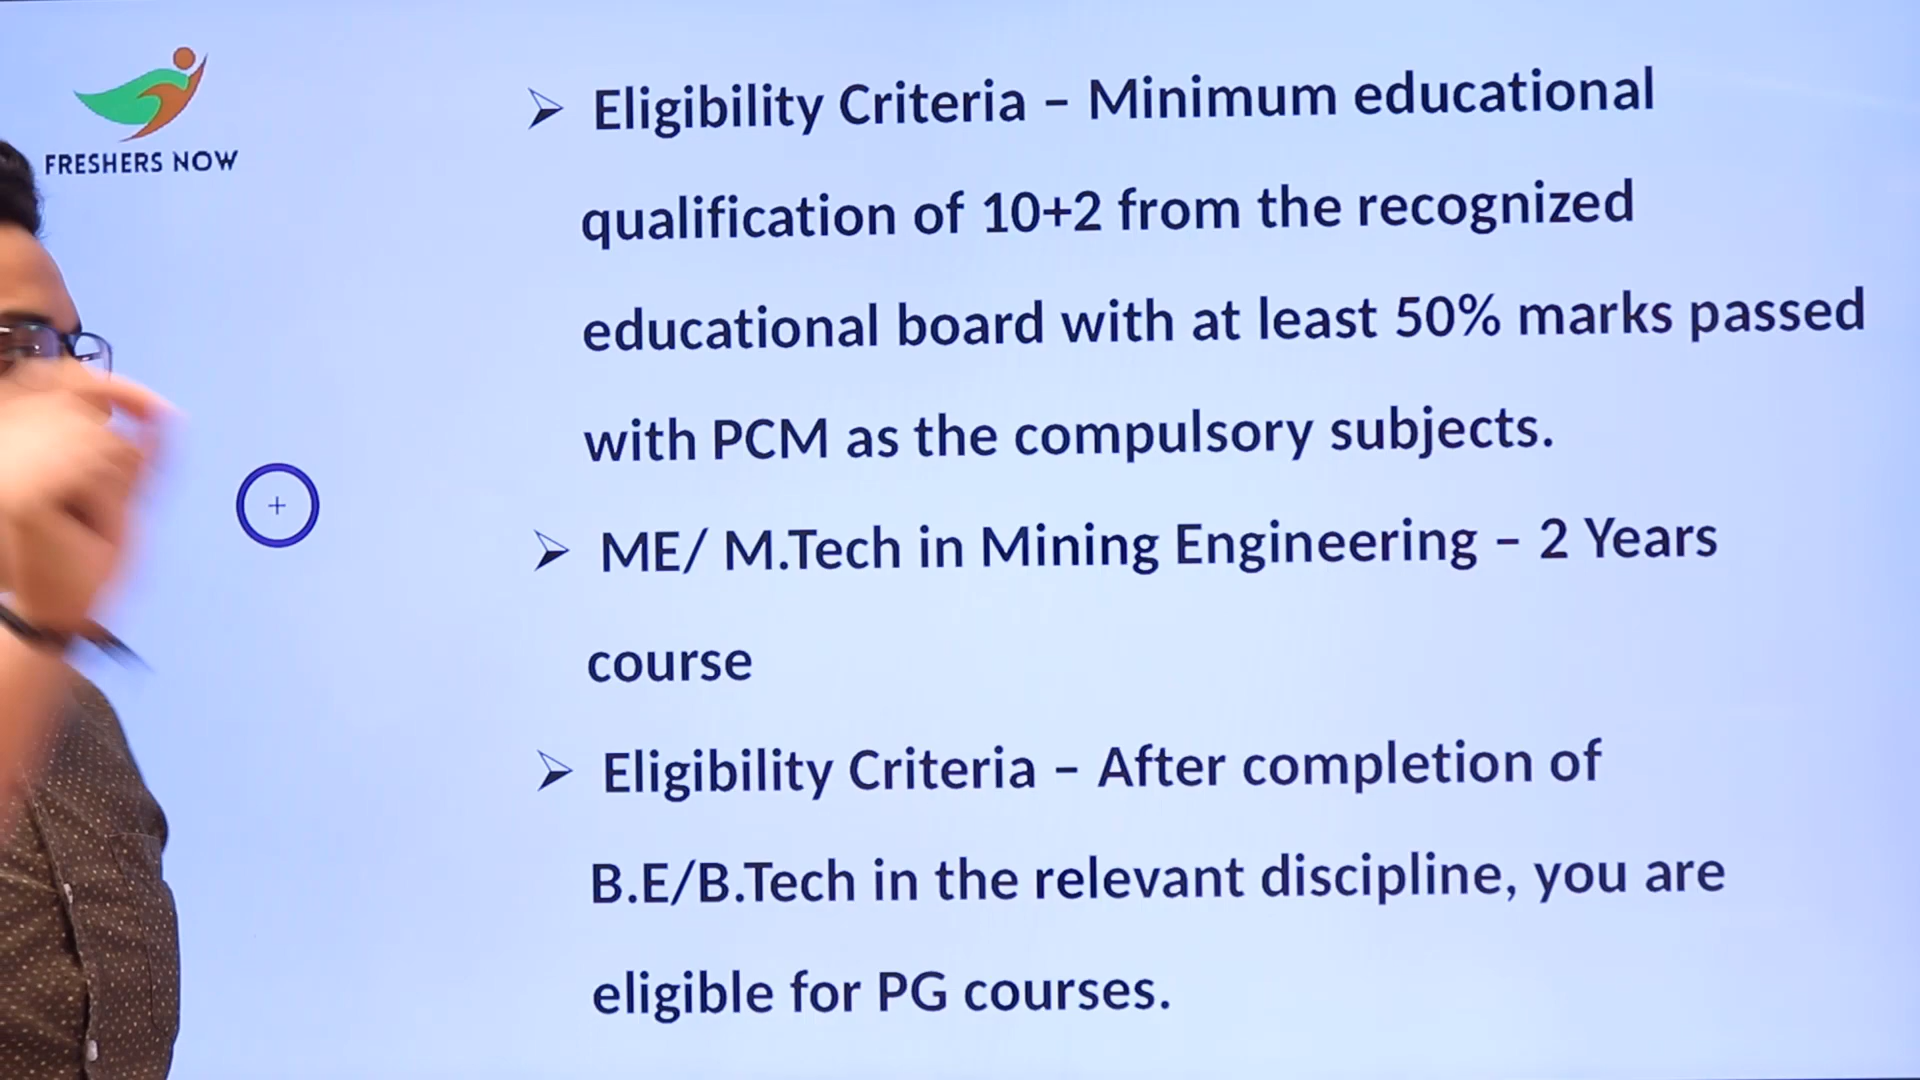 FRESHERS NOW
➢ Eligibility Criteria – Minimum educational
qualification of 10+2 from the recognized
educational board with at least 50% marks passed
with PCM as the compulsory subjects.
➢ ME/ M.Tech in Mining Engineering – 2 Years
course
➢ Eligibility Criteria – After completion of
B.E/B.Tech in the relevant discipline, you are
eligible for PG courses.